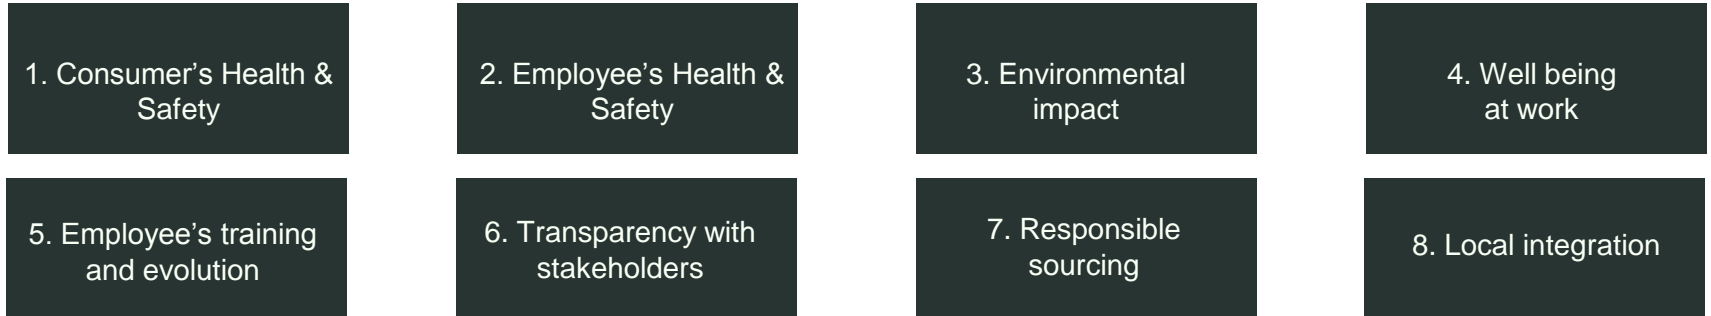 1. Consumer’s Health &
Safety
2. Employee’s Health &
Safety
3. Environmental
impact
4. Well being
at work
5. Employee’s training
and evolution
6. Transparency with
stakeholders
7. Responsible
sourcing
8. Local integration